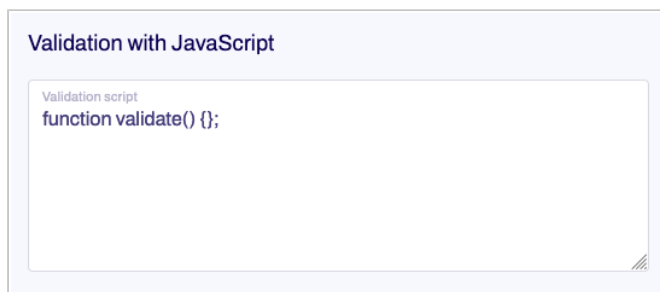 Validation with JavaScript
Validation script
function validate() {};